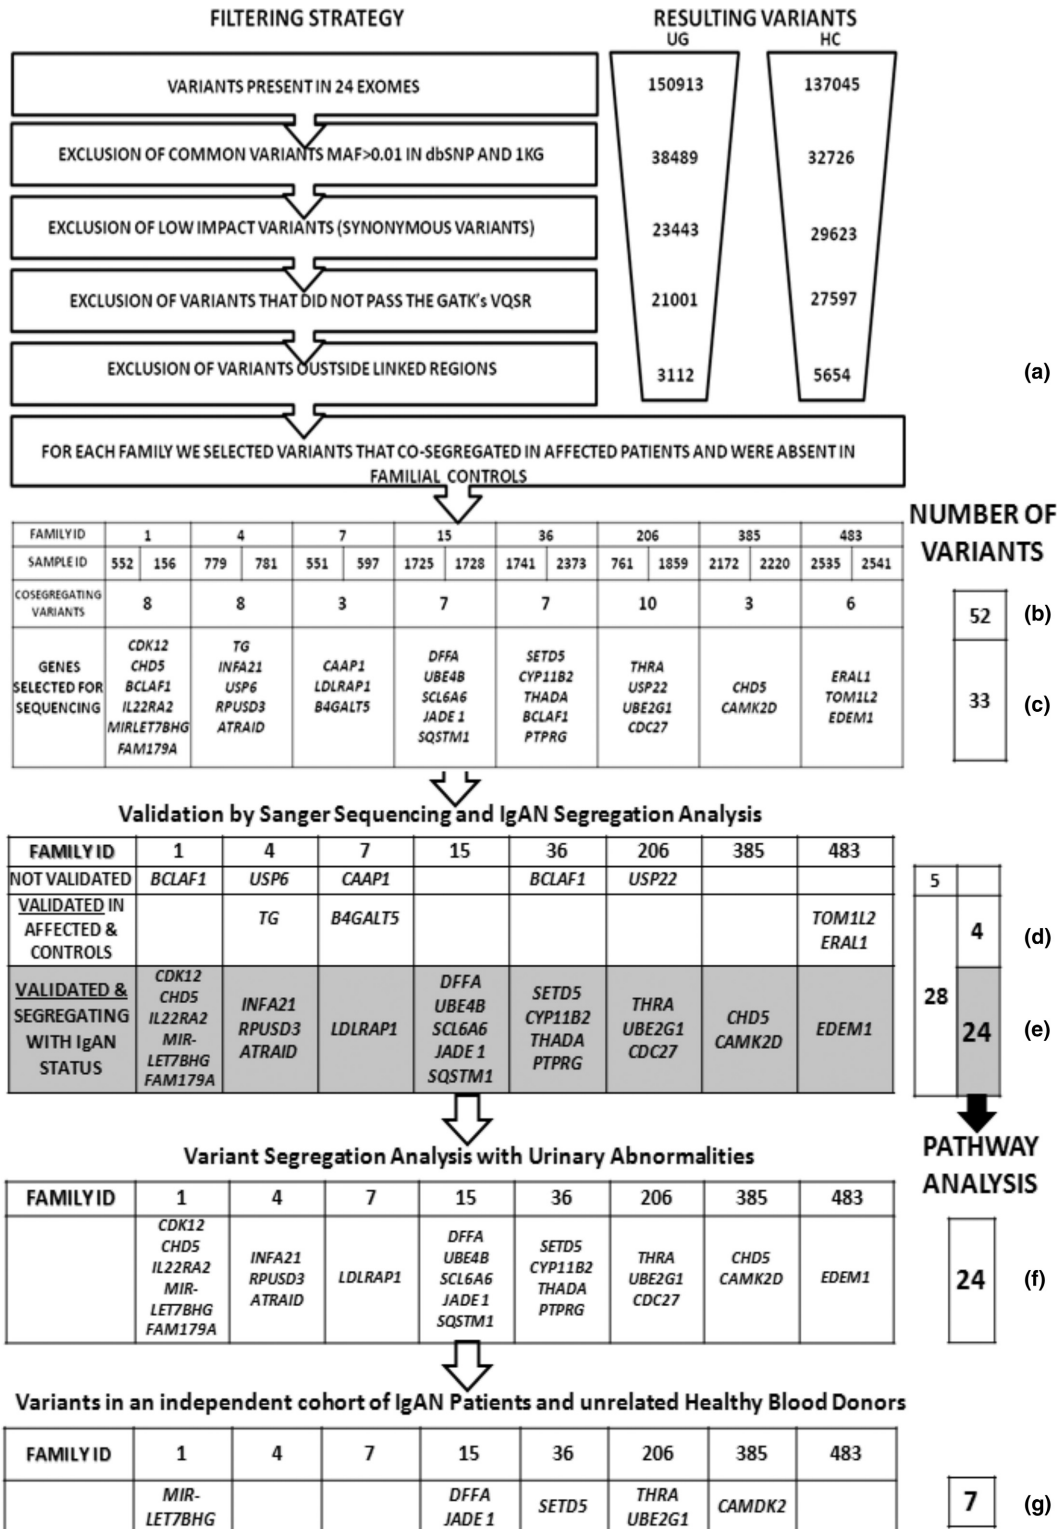 FILTERING STRATEGY
RESULTING VARIANTS
UG HC
VARIANTS PRESENT IN 24 EXOMES 150913 137045
EXCLUSION OF COMMON VARIANTS MAF>0.01 IN dbSNP AND 1KG 38489 32726
EXCLUSION OF LOW IMPACT VARIANTS (SYNONYMOUS VARIANTS) 23443 29623
EXCLUSION OF VARIANTS THAT DID NOT PASS THE GATK's VQSR 21001 27597
EXCLUSION OF VARIANTS OUSTSIDE LINKED REGIONS 3112 5654 (a)
FOR EACH FAMILY WE SELECTED VARIANTS THAT CO-SEGREGATED IN AFFECTED PATIENTS AND WERE ABSENT IN
FAMILIAL CONTROLS
NUMBER OF
VARIANTS
FAMILY ID 1 4 7 15 36 206 385 483
SAMPLE ID 552 156 779 781 551 597 1725 1728 1741 2373 761 1859 2172 2220 2535 2541
COSEGREGATING
VARIANTS
8 8 3 7 7 10 3 6 52 (b)
GENES
SELECTED FOR
SEQUENCING
CDK12
CHD5
BCLAF1
IL22RA2
MIRLET7BHG
FAM179A
TG
INFA21
USP6
RPUSD3
ATRAID
CAAP1
LDLRAP1
B4GALT5
DFFA
UBE4B
SCL6A6
JADE 1
SQSTM1
SETD5
CYP11B2
THADA
BCLAF1
PTPRG
THRA
USP22
UBE2G1
CDC27
CHD5
CAMK2D
ERAL1
TOM1L2
EDEM1
33 (c)
Validation by Sanger Sequencing and IgAN Segregation Analysis
FAMILY ID 1 4 7 15 36 206 385 483
NOT VALIDATED BCLAF1 USP6 CAAP1 BCLAF1 USP22 5
VALIDATED IN
AFFECTED &
CONTROLS
TG
B4GALT5
TOM1L2
ERAL1
4 (d)
28
VALIDATED &
SEGREGATING
WITH IgAN
STATUS
CDK12
CHD5
IL22RA2
MIR-
LET7BHG
FAM179A
INFA21
RPUSD3
ATRAID
LDLRAP1
DFFA
UBE4B
SCL6A6
JADE 1
SQSTM1
SETD5
CYP11B2
THADA
PTPRG
THRA
UBE2G1
CDC27
CHD5
CAMK2D
EDEM1
24 (e)
PATHWAY
ANALYSIS
Variant Segregation Analysis with Urinary Abnormalities
FAMILY ID 1 4 7 15 36 206 385 483
CDK12
CHD5
IL22RA2
MIR-
LET7BHG
FAM179A
INFA21
RPUSD3
ATRAID
LDLRAP1
DFFA
UBE4B
SCL6A6
JADE 1
SQSTM1
SETD5
CYP11B2
THADA
PTPRG
THRA
UBE2G1
CDC27
CHD5
CAMK2D
EDEM1
24 (f)
Variants in an independent cohort of IgAN Patients and unrelated Healthy Blood Donors
FAMILY ID 1 4 7 15 36 206 385 483
MIR-
LET7BHG
DFFA
JADE 1
SETD5
THRA
UBE2G1
CAMDK2
7 (g)